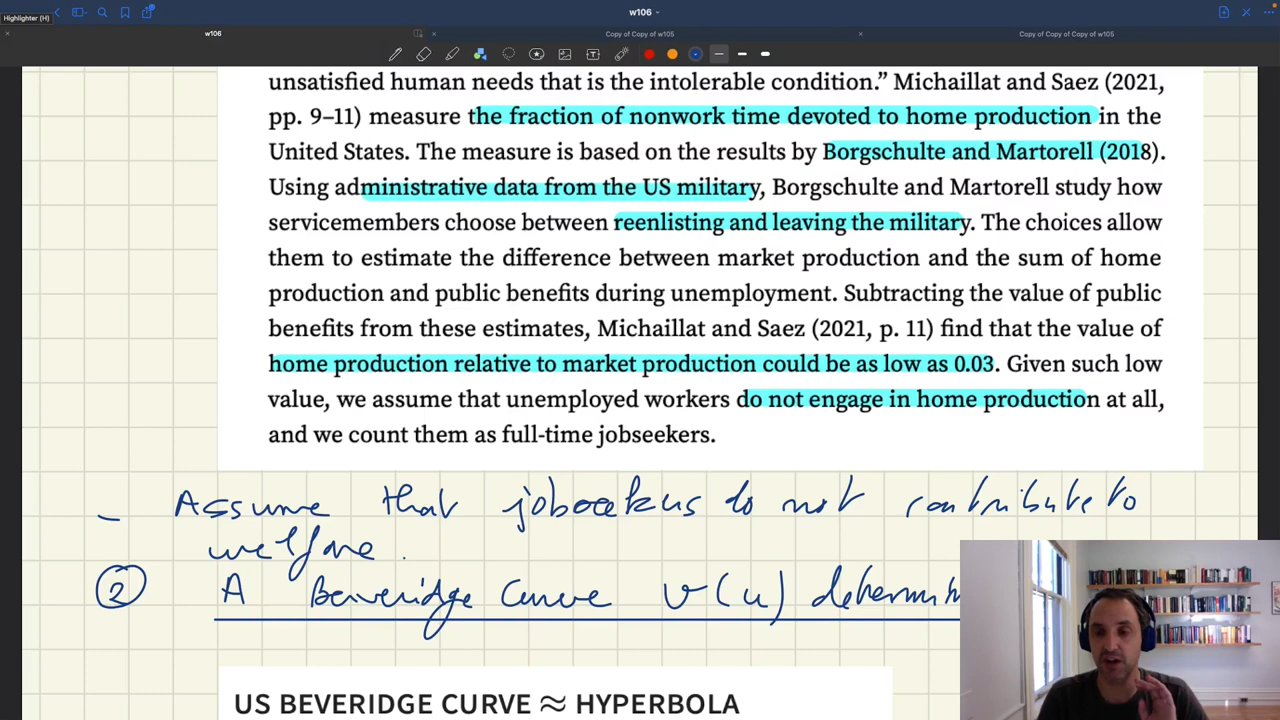 Highlighter (H)
w106
w106
Copy of Copy of w105
Copy of Copy of Copy of w105
unsatisfied human needs that is the intolerable condition.” Michaillat and Saez (2021,
pp. 9–11) measure the fraction of nonwork time devoted to home production in the
United States. The measure is based on the results by Borgschulte and Martorell (2018).
Using administrative data from the US military, Borgschulte and Martorell study how
servicemembers choose between reenlisting and leaving the military. The choices allow
them to estimate the difference between market production and the sum of home
production and public benefits during unemployment. Subtracting the value of public
benefits from these estimates, Michaillat and Saez (2021, p. 11) find that the value of
home production relative to market production could be as low as 0.03. Given such low
value, we assume that unemployed workers do not engage in home production at all,
and we count them as full-time jobseekers.
– Assume that jobseekers do not contribute to
welfare.
② A Beveridge curve v(u) determin
US BEVERIDGE CURVE ≈ HYPERBOLA